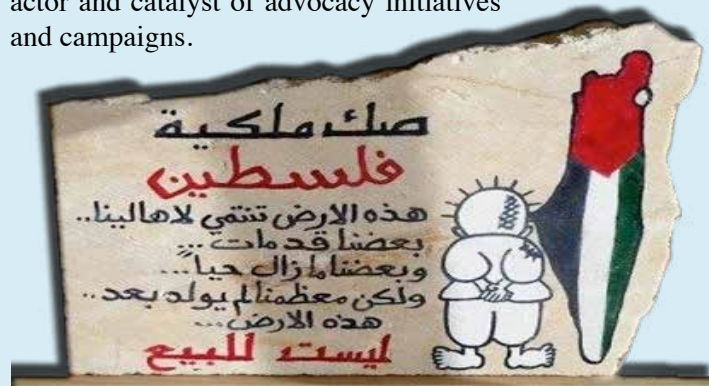 actor and catalyst of advocacy initiatives
and campaigns.
صك ملكية
فلسطين
هذه الارض تنتمي لاهالينا..
بعضنا قد مات...
وبعضنا مازال حياً...
ولكن معظمنا لم يولد بعد..
هذه الارض...
ليست للبيع